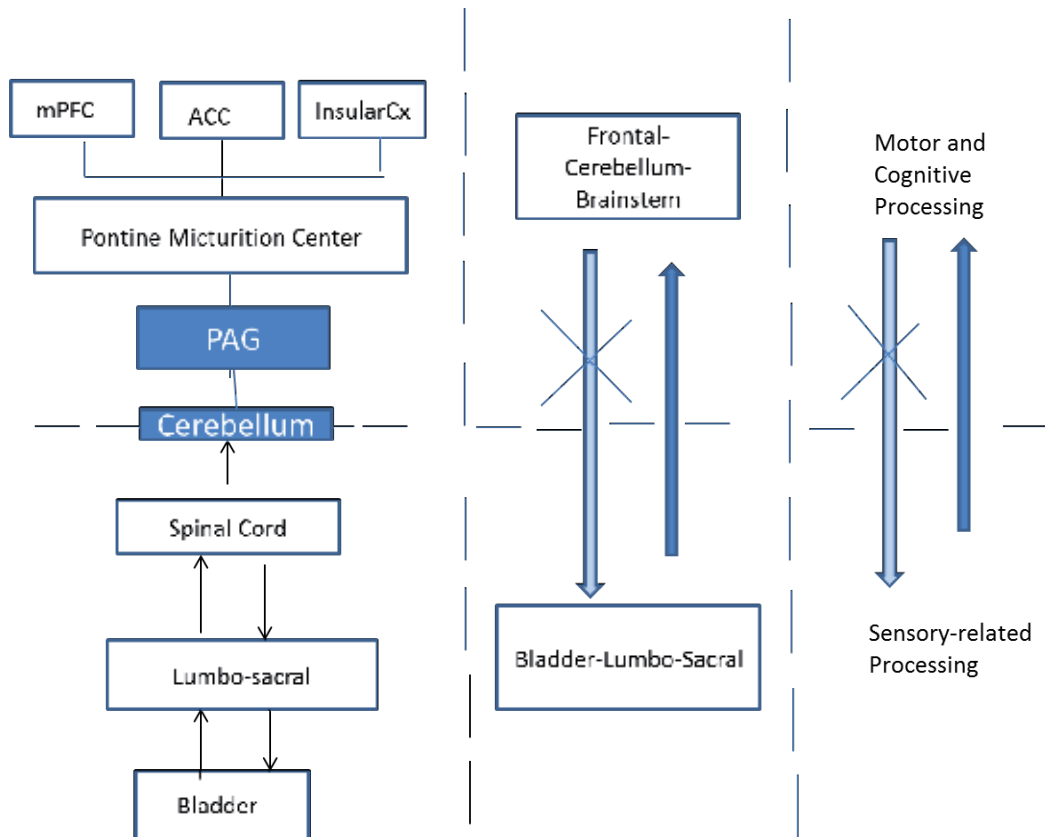 mPFC
ACC
InsularCx
Pontine Micturition Center
PAG
Cerebellum
Spinal Cord
Lumbo-sacral
Bladder
Frontal-
Cerebellum-
Brainstem
Bladder-Lumbo-Sacral
Motor and
Cognitive
Processing
Sensory-related
Processing